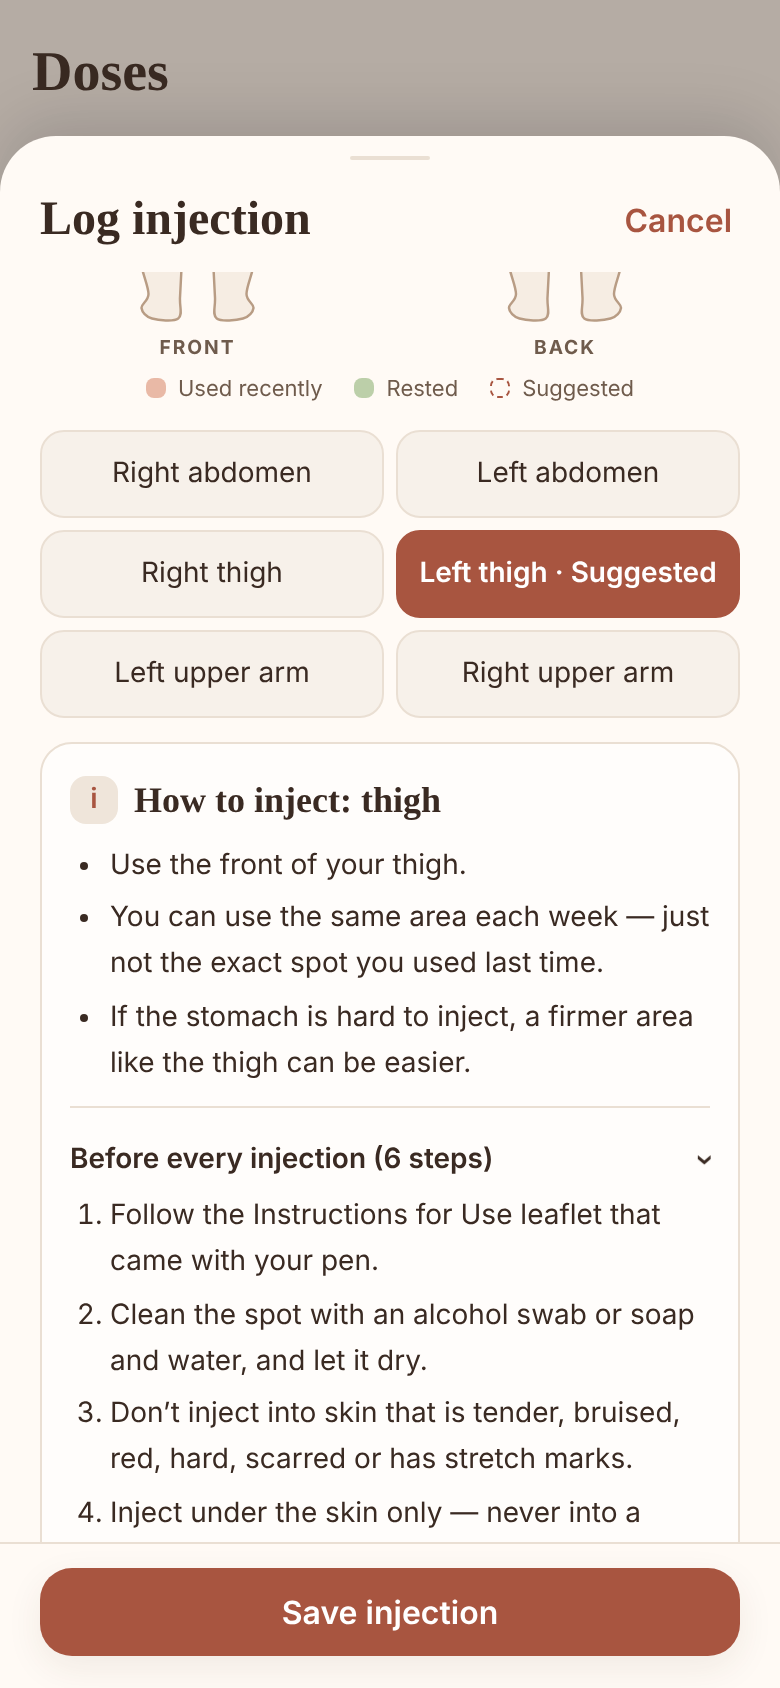 Doses
Log injection
Cancel
FRONT
BACK
Used recently
Rested
Suggested
Right abdomen
Left abdomen
Right thigh
Left thigh · Suggested
Left upper arm
Right upper arm
i
How to inject: thigh
• Use the front of your thigh.
• You can use the same area each week — just
not the exact spot you used last time.
• If the stomach is hard to inject, a firmer area
like the thigh can be easier.
Before every injection (6 steps)
1. Follow the Instructions for Use leaflet that
came with your pen.
2. Clean the spot with an alcohol swab or soap
and water, and let it dry.
3. Don’t inject into skin that is tender, bruised,
red, hard, scarred or has stretch marks.
4. Inject under the skin only — never into a
Save injection